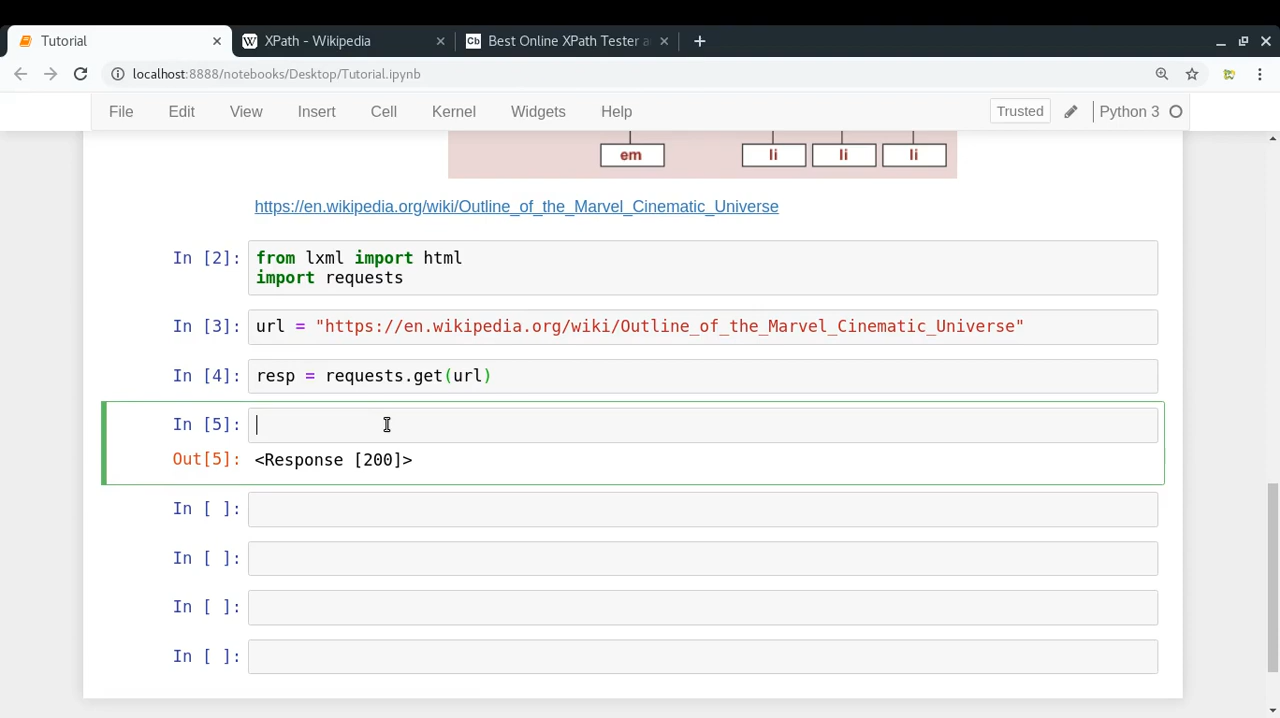 Tutorial
XPath - Wikipedia
Best Online XPath Tester a
localhost:8888/notebooks/Desktop/Tutorial.ipynb
File Edit View Insert Cell Kernel Widgets Help
Trusted
Python 3
em li li li
https://en.wikipedia.org/wiki/Outline_of_the_Marvel_Cinematic_Universe
In [2]: from lxml import html
import requests
In [3]: url = "https://en.wikipedia.org/wiki/Outline_of_the_Marvel_Cinematic_Universe"
In [4]: resp = requests.get(url)
In [5]:
Out[5]: <Response [200]>
In [ ]:
In [ ]:
In [ ]:
In [ ]: